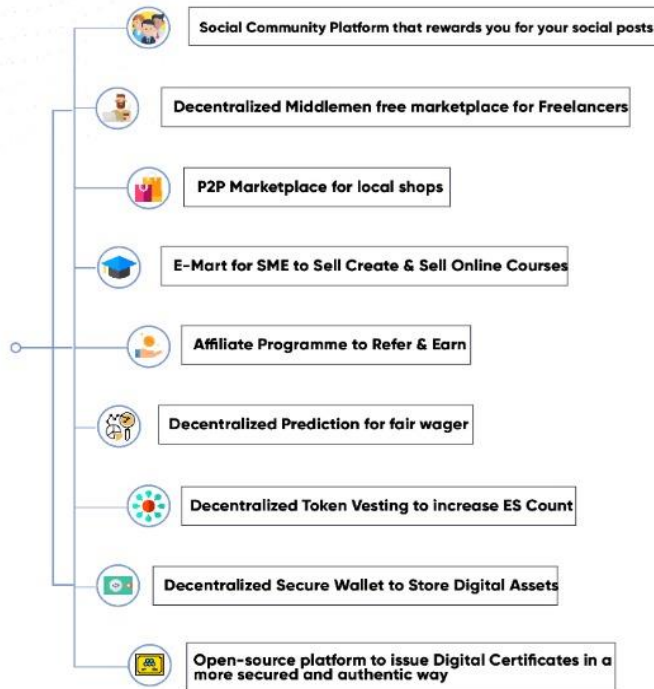 Social Community Platform that rewards you for your social posts
Decentralized Middlemen free marketplace for Freelancers
P2P Marketplace for local shops
E-Mart for SME to Sell Create & Sell Online Courses
Affiliate Programme to Refer & Earn
Decentralized Prediction for fair wager
Decentralized Token Vesting to increase ES Count
Decentralized Secure Wallet to Store Digital Assets
Open-source platform to issue Digital Certificates in a
more secured and authentic way